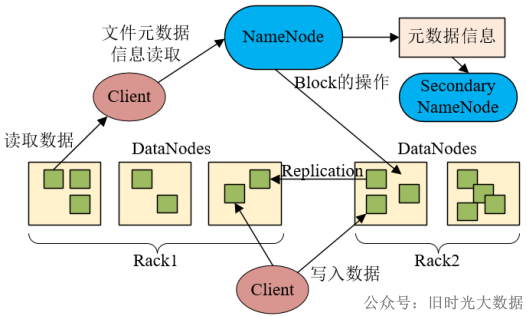 文件元数据
信息读取
NameNode
元数据信息
Client
Block的操作
Secondary
NameNode
读取数据
DataNodes
DataNodes
Replication
Rack1
Rack2
写入数据
Client
公众号：旧时光大数据